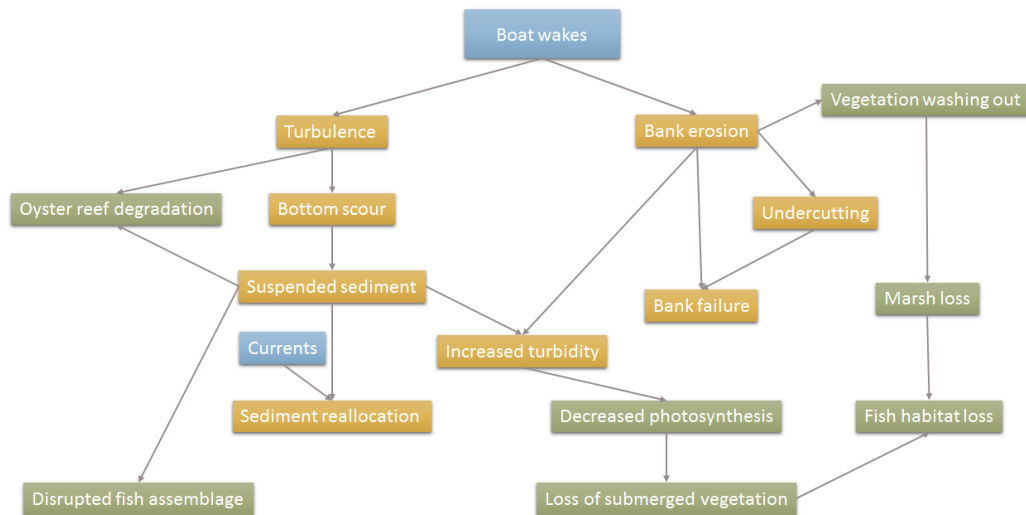 Boat wakes
Vegetation washing out
Turbulence
Bank erosion
Oyster reef degradation
Bottom scour
Undercutting
Suspended sediment
Bank failure
Marsh loss
Currents
Increased turbidity
Sediment reallocation
Decreased photosynthesis
Fish habitat loss
Disrupted fish assemblage
Loss of submerged vegetation